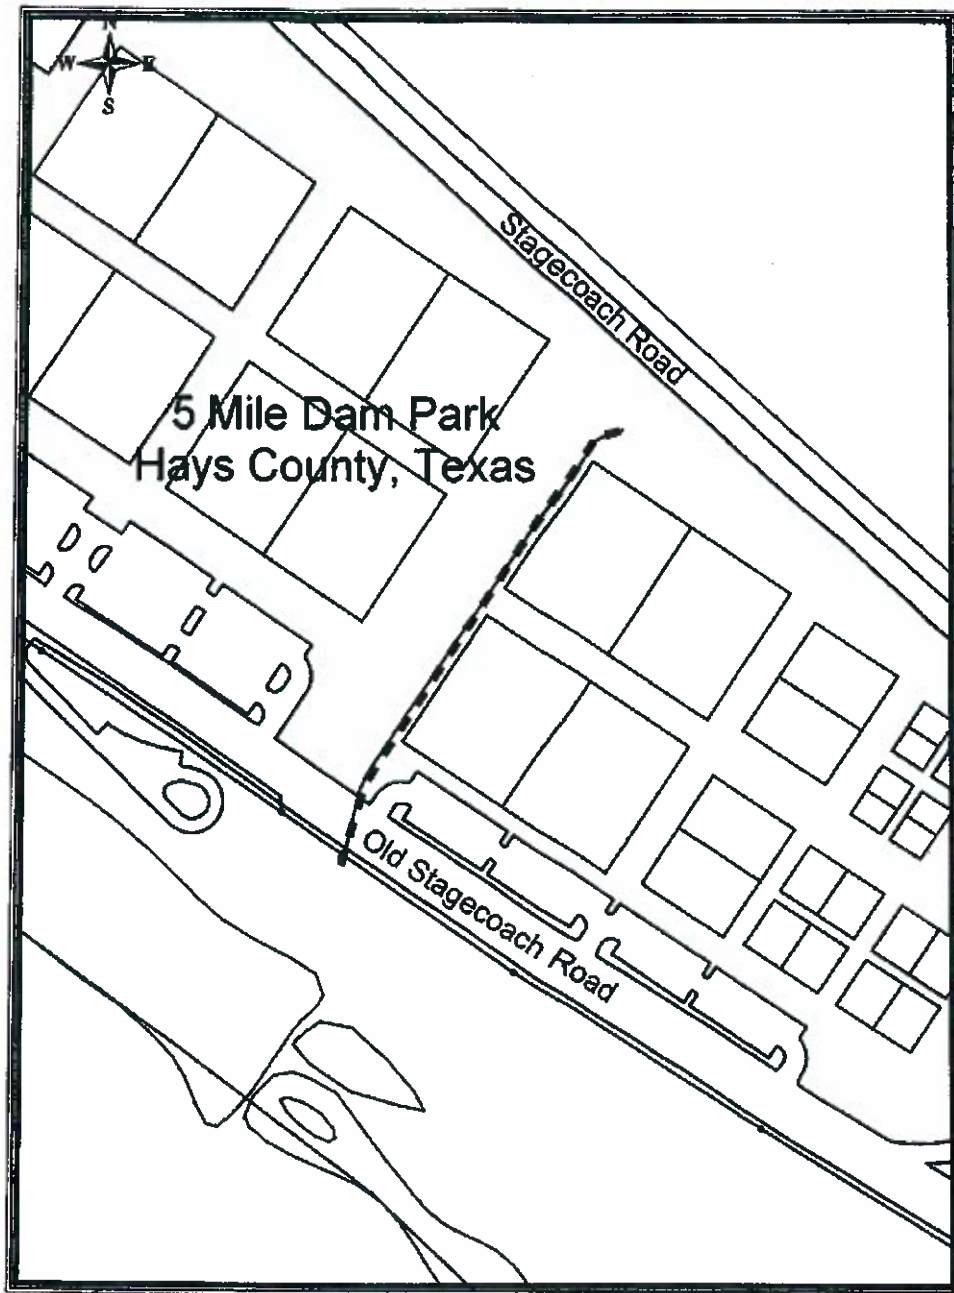 N
W E
S
Stagecoach Road
5 Mile Dam Park
Hays County, Texas
Old Stagecoach Road